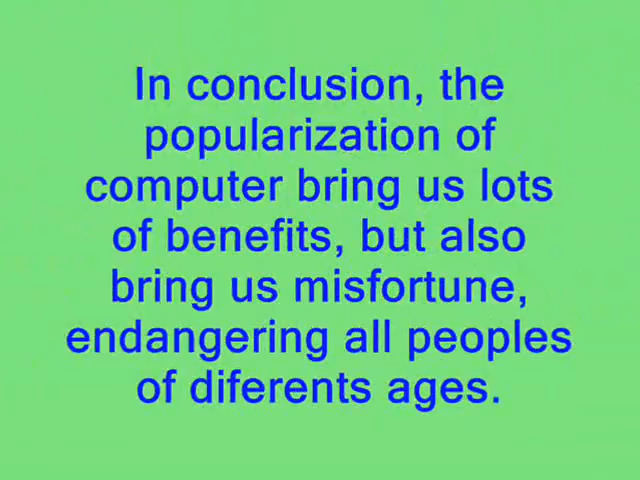 In conclusion, the
popularization of
computer bring us lots
of benefits, but also
bring us misfortune,
endangering all peoples
of diferents ages.